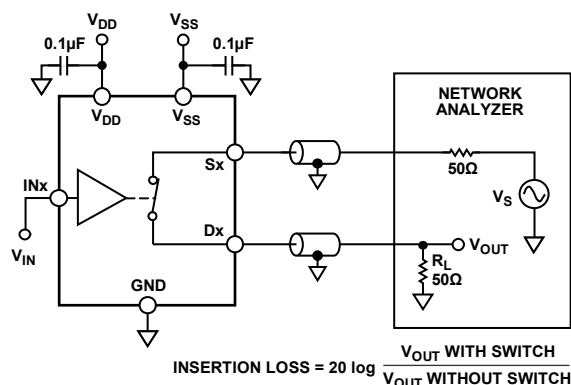 VDD
VSS
0.1µF
0.1µF
VDD
VSS
NETWORK
ANALYZER
Sx
50Ω
VS
INx
Dx
VOUT
VIN
RL
50Ω
GND
INSERTION LOSS = 20 log VOUT WITH SWITCH
VOUT WITHOUT SWITCH